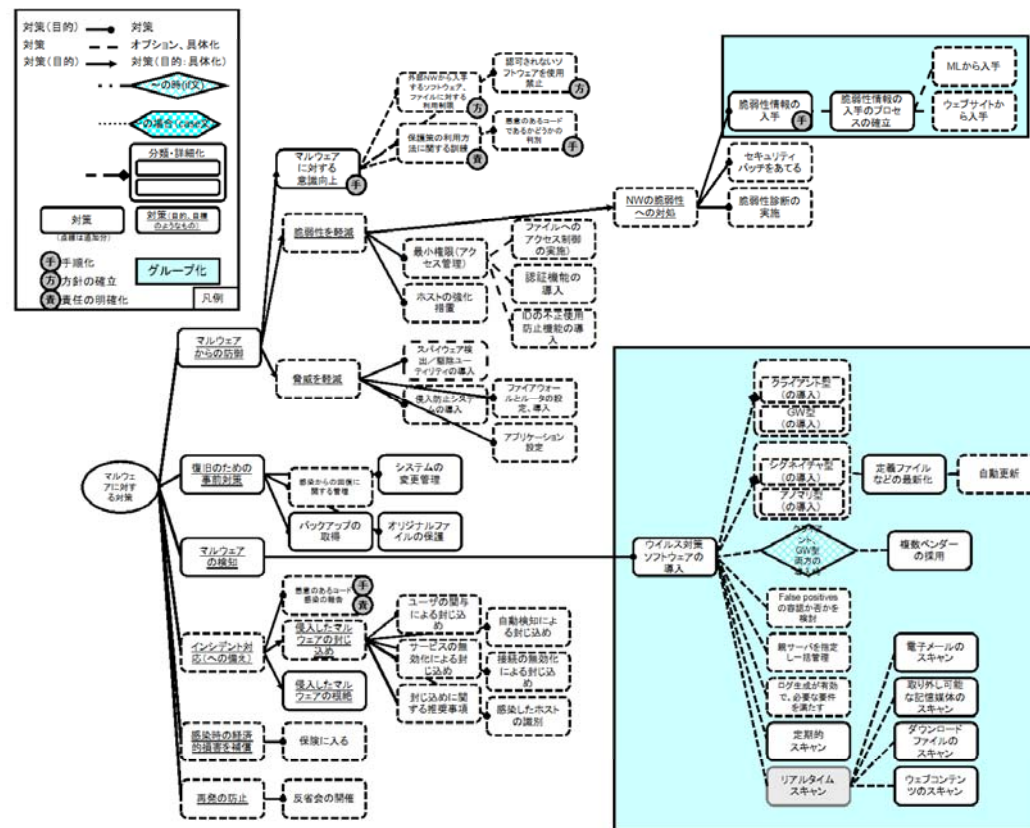 対策(目的)
対策
対策
オプション、具体化
対策(目的)
対策(目的:具体化)
~の時(if文)
の場合(case文
分類・詳細化
対策
(点線は追加分)
対策(目的、目標
のようなもの)
手
手順化
方
方針の確立
責
責任の明確化
グループ化
凡例
マルウェ
アに対す
る対策
マルウェア
からの防御
マルウェア
に対する
意識向上
手
外部NWから入手
するソフトウェア、
ファイルに対する
利用制限
方
認可されないソ
フトウェアを使用
禁止
方
保護策の利用方
法に関する訓練
責
悪意のあるコード
であるかどうかの
判別
手
脆弱性を軽減
NWの脆弱性
への対処
脆弱性情報の
入手
手
脆弱性情報の
入手のプロセ
スの確立
MLから入手
ウェブサイトか
ら入手
セキュリティ
パッチをあてる
脆弱性診断の
実施
最小権限(アク
セス管理)
ファイルへの
アクセス制御
の実施)
認証機能の
導入
IDの不正使用
防止機能の導
入
ホストの強化
措置
脅威を軽減
スパイウェア検
出/駆除ユー
ティリティの導入
侵入防止システ
ムの導入
ファイアウォー
ルとルータの設
定、導入
アプリケーション
設定
復旧のための
事前対策
感染からの回復に
関する管理
システムの
変更管理
バックアップの
取得
オリジナルファ
イルの保護
マルウェア
の検知
ウイルス対策
ソフトウェアの
導入
クライアント型
(の導入)
GW型
(の導入)
シグネイチャ型
(の導入)
アノマリ型
(の導入)
定義ファイル
などの最新化
自動更新
ント、
GW型
両方の
複数ベンダー
の採用
False positives
の容認か否かを
検討
親サーバを指定
し一括管理
ログ生成が有効
で、必要な要件
を満たす
定期的
スキャン
リアルタイム
スキャン
電子メールの
スキャン
取り外し可能
な記憶媒体の
スキャン
ダウンロード
ファイルの
スキャン
ウェブコンテン
ツのスキャン
インシデント対
応(への備え)
悪意のあるコード
感染の報告
手
責
侵入したマル
ウェアの封じ
込め
ユーザの関与
による封じ込
め
自動検知によ
る封じ込め
サービスの無
効化による封
じ込め
接続の無効化
による封じ込
め
封じ込めに関す
る推奨事項
感染したホスト
の識別
侵入したマル
ウェアの根絶
感染時の経済
的損害を補償
保険に入る
再発の防止
反省会の開催